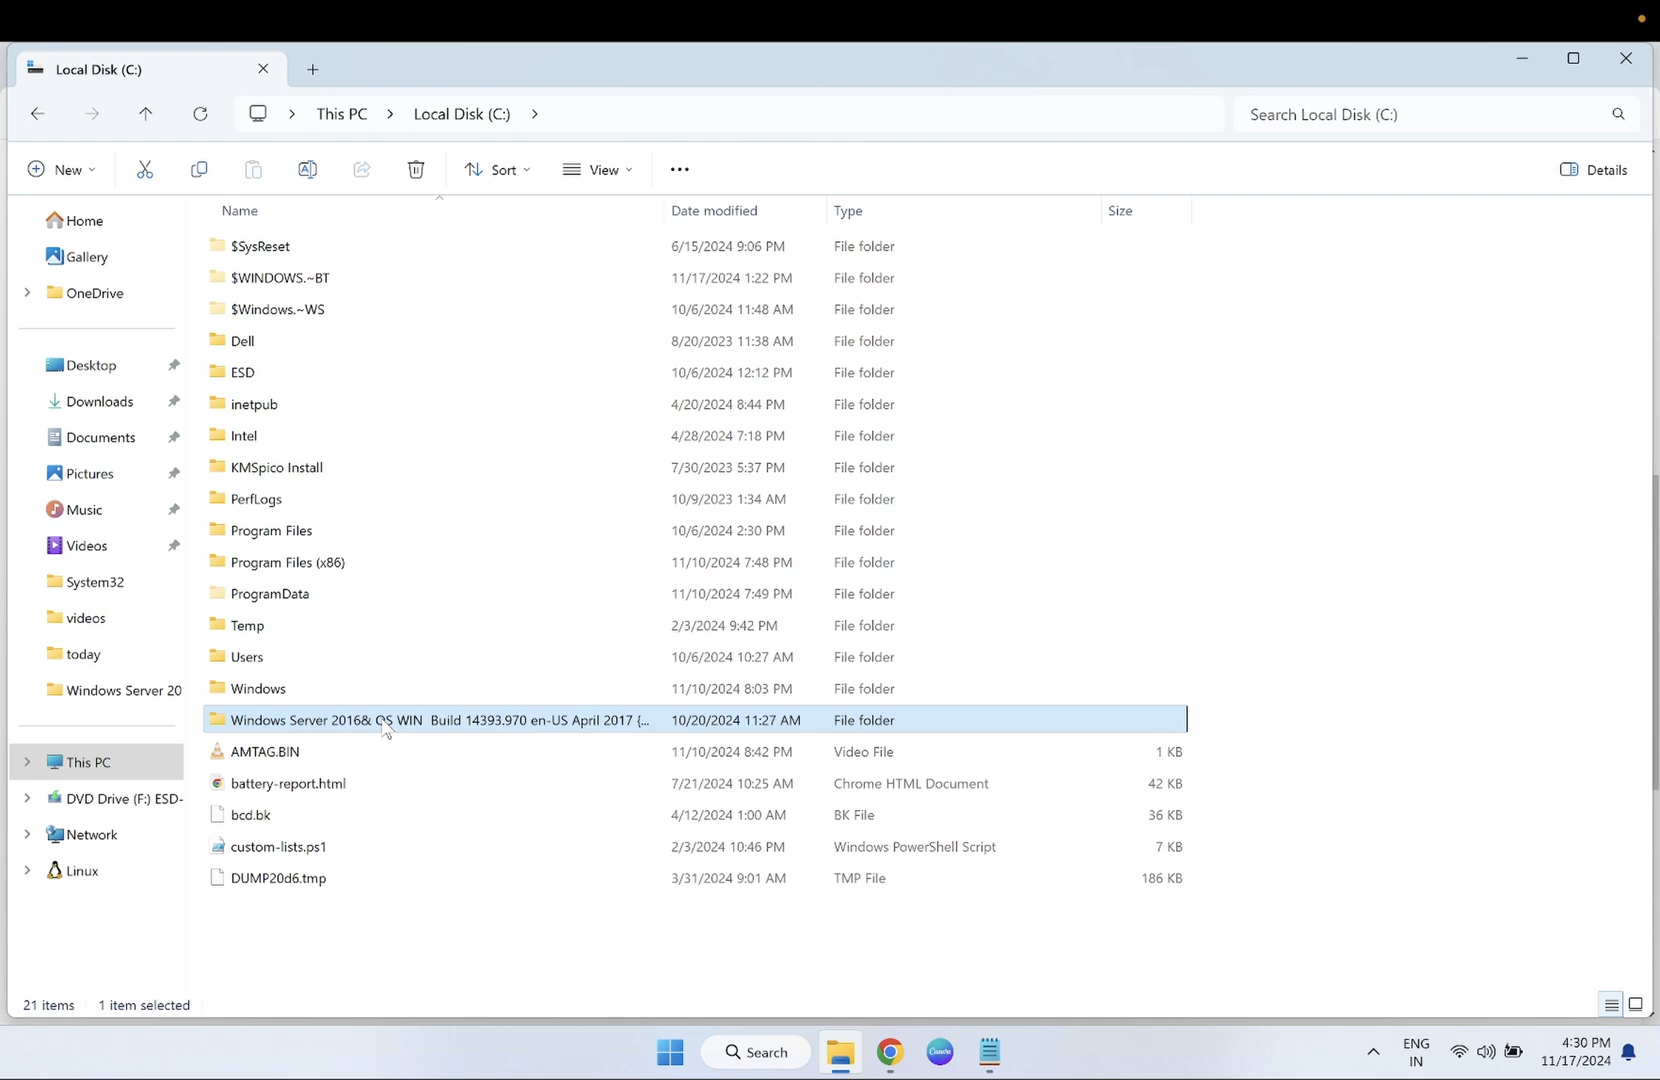 Local Disk (C:)
This PC > Local Disk (C:) >
Search Local Disk (C:)
New
Sort
View
Details
Name Date modified Type Size
Home
Gallery
OneDrive
Desktop
Downloads
Documents
Pictures
Music
Videos
System32
videos
today
Windows Server 20
This PC
DVD Drive (F:) ESD-
Network
Linux
$SysReset 6/15/2024 9:06 PM File folder
$WINDOWS.~BT 11/17/2024 1:22 PM File folder
$Windows.~WS 10/6/2024 11:48 AM File folder
Dell 8/20/2023 11:38 AM File folder
ESD 10/6/2024 12:12 PM File folder
inetpub 4/20/2024 8:44 PM File folder
Intel 4/28/2024 7:18 PM File folder
KMSpico Install 7/30/2023 5:37 PM File folder
PerfLogs 10/9/2023 1:34 AM File folder
Program Files 10/6/2024 2:30 PM File folder
Program Files (x86) 11/10/2024 7:48 PM File folder
ProgramData 11/10/2024 7:49 PM File folder
Temp 2/3/2024 9:42 PM File folder
Users 10/6/2024 10:27 AM File folder
Windows 11/10/2024 8:03 PM File folder
Windows Server 2016& OS WIN Build 14393.970 en-US April 2017 {... 10/20/2024 11:27 AM File folder
AMTAG.BIN 11/10/2024 8:42 PM Video File 1 KB
battery-report.html 7/21/2024 10:25 AM Chrome HTML Document 42 KB
bcd.bk 4/12/2024 1:00 AM BK File 36 KB
custom-lists.ps1 2/3/2024 10:46 PM Windows PowerShell Script 7 KB
DUMP20d6.tmp 3/31/2024 9:01 AM TMP File 186 KB
21 items 1 item selected
Search
Canva
ENG
IN
4:30 PM
11/17/2024